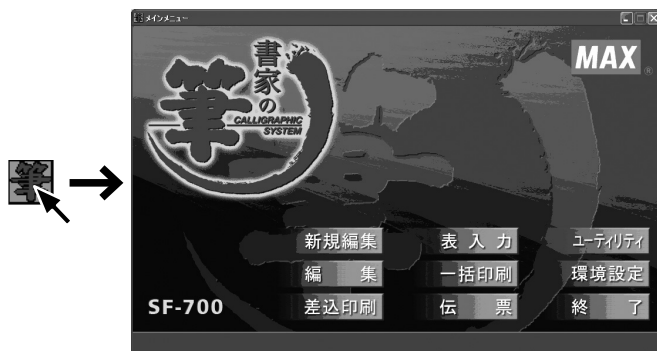 筆
メインメニュー
MAX
®
書家の
筆
CALLIGRAPHIC
SYSTEM
新規編集
表入力
ユーティリティ
編集
一括印刷
環境設定
SF-700
差込印刷
伝票
終了